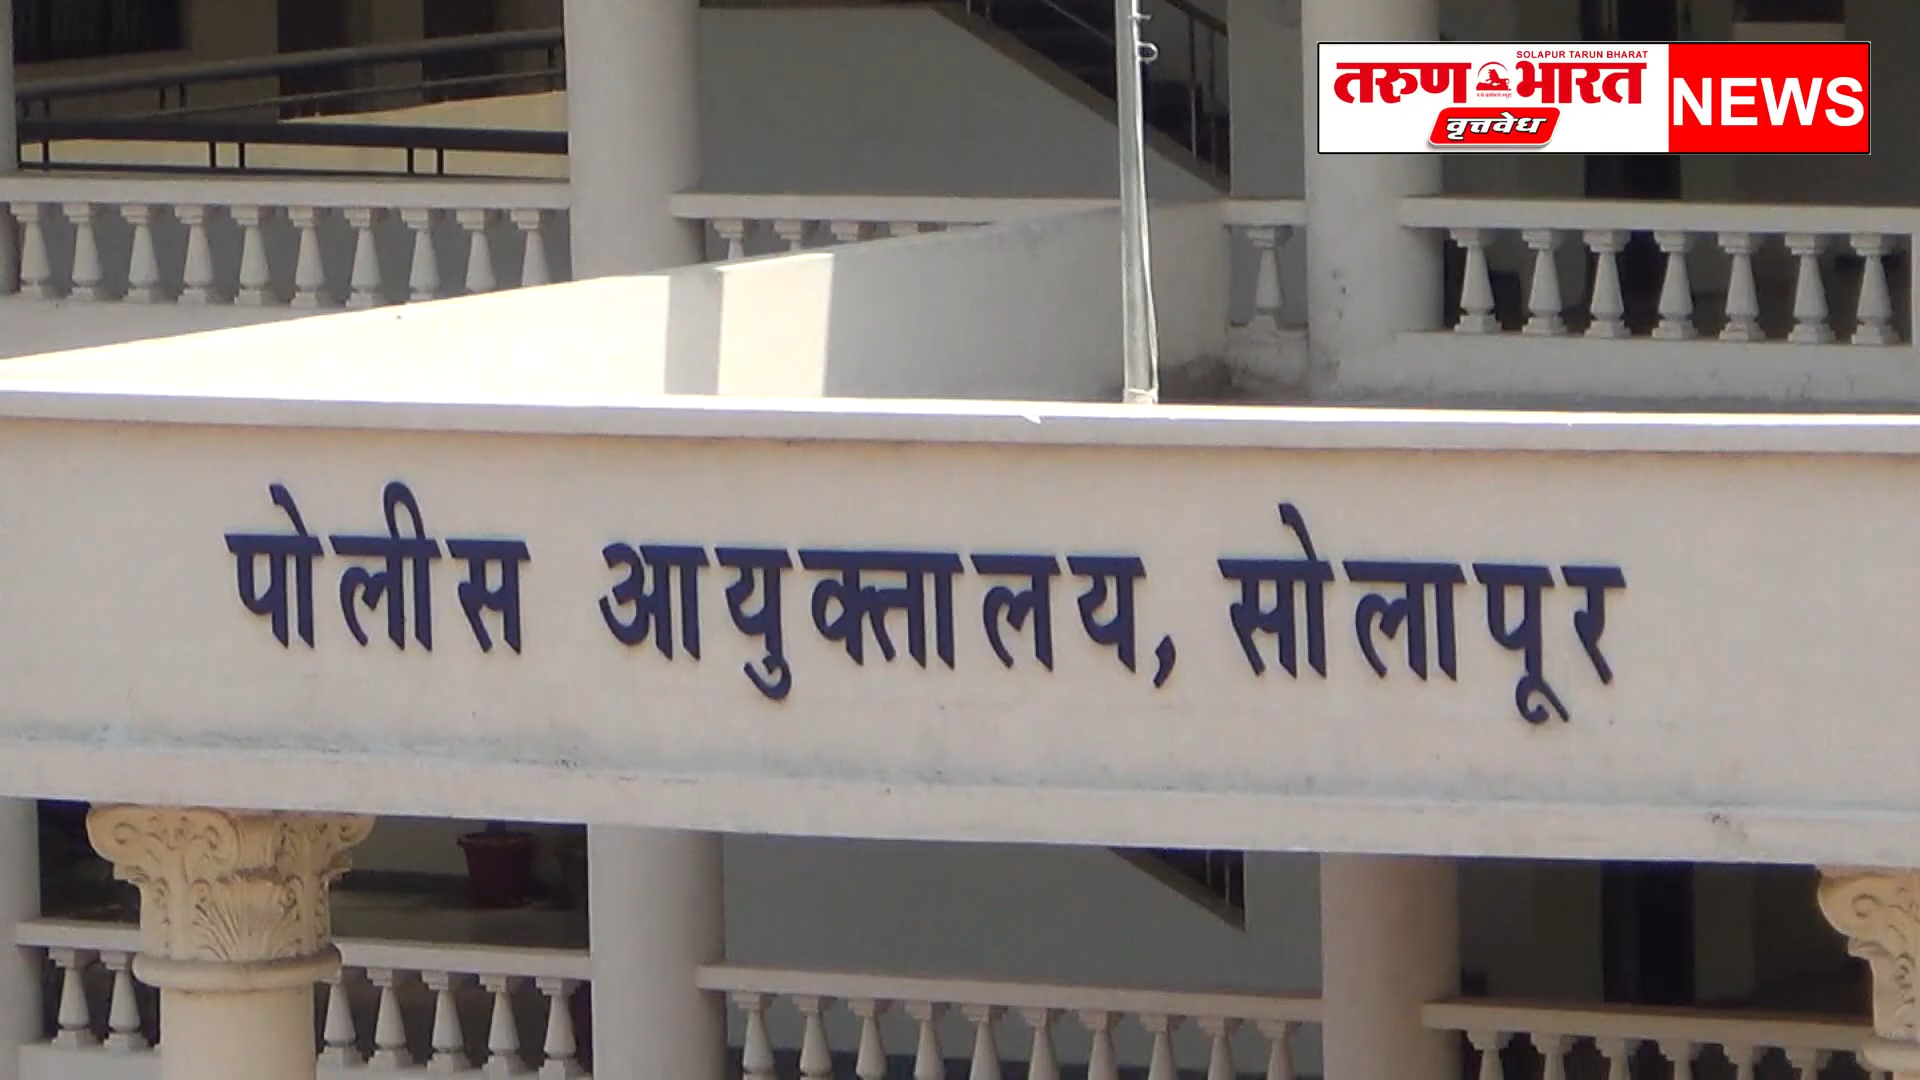 SOLAPUR TARUN BHARAT
तरुण भारत NEWS
वृत्तवेध
पोलीस आयुक्तालय, सोलापूर